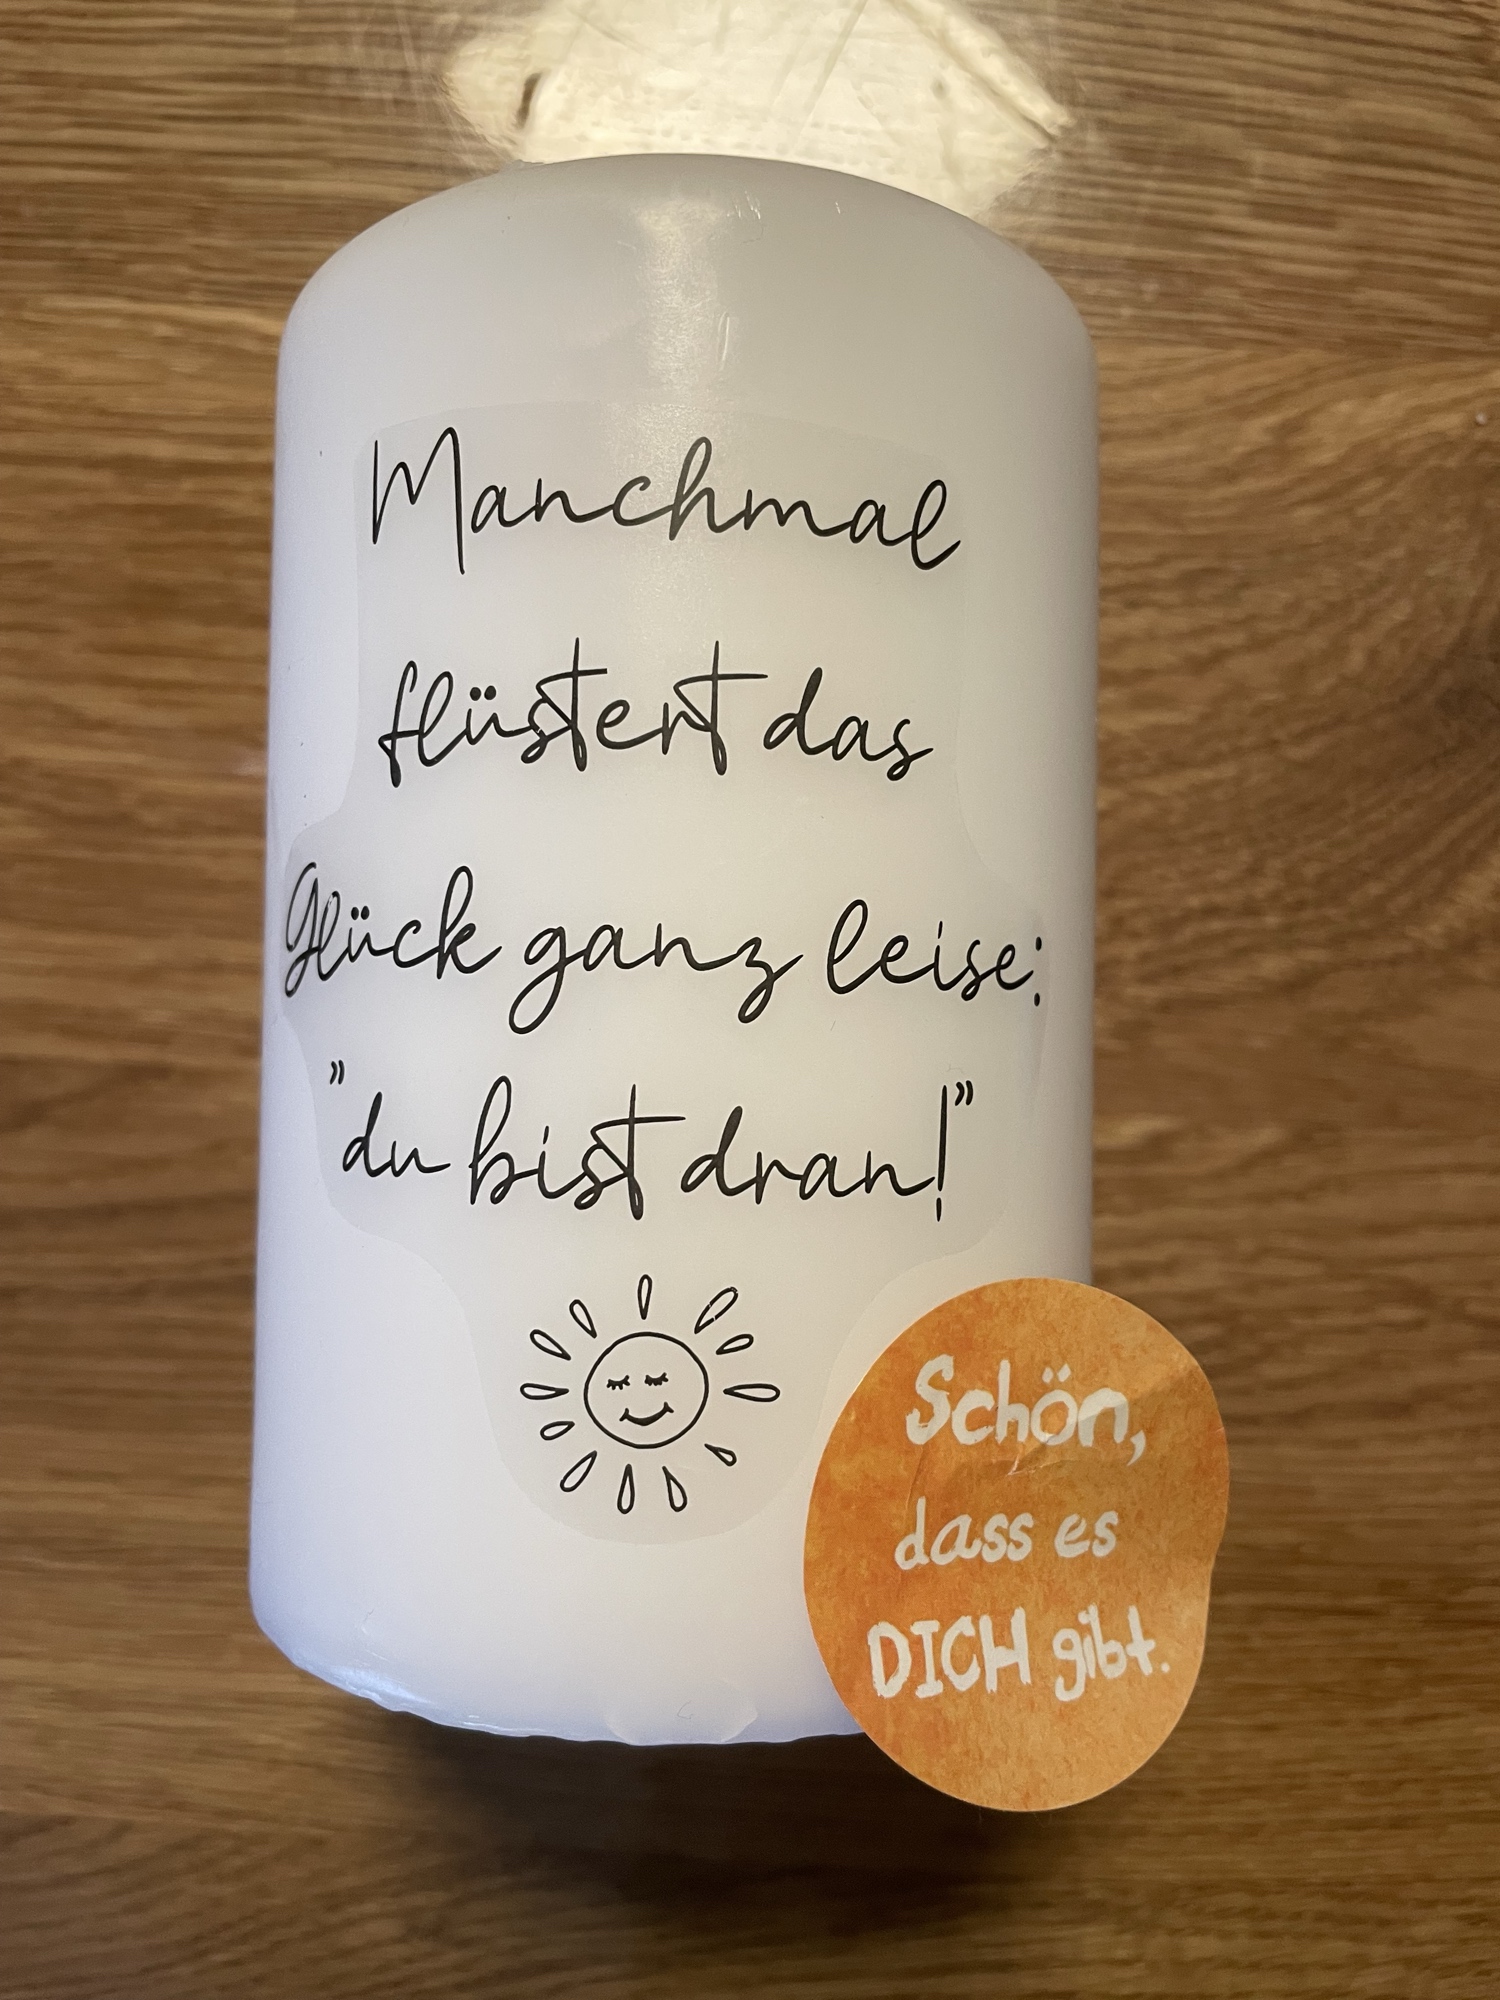 Manchmal
flüstert das
Glück ganz leise:
"du bist dran!"
Schön,
dass es
DICH gibt.